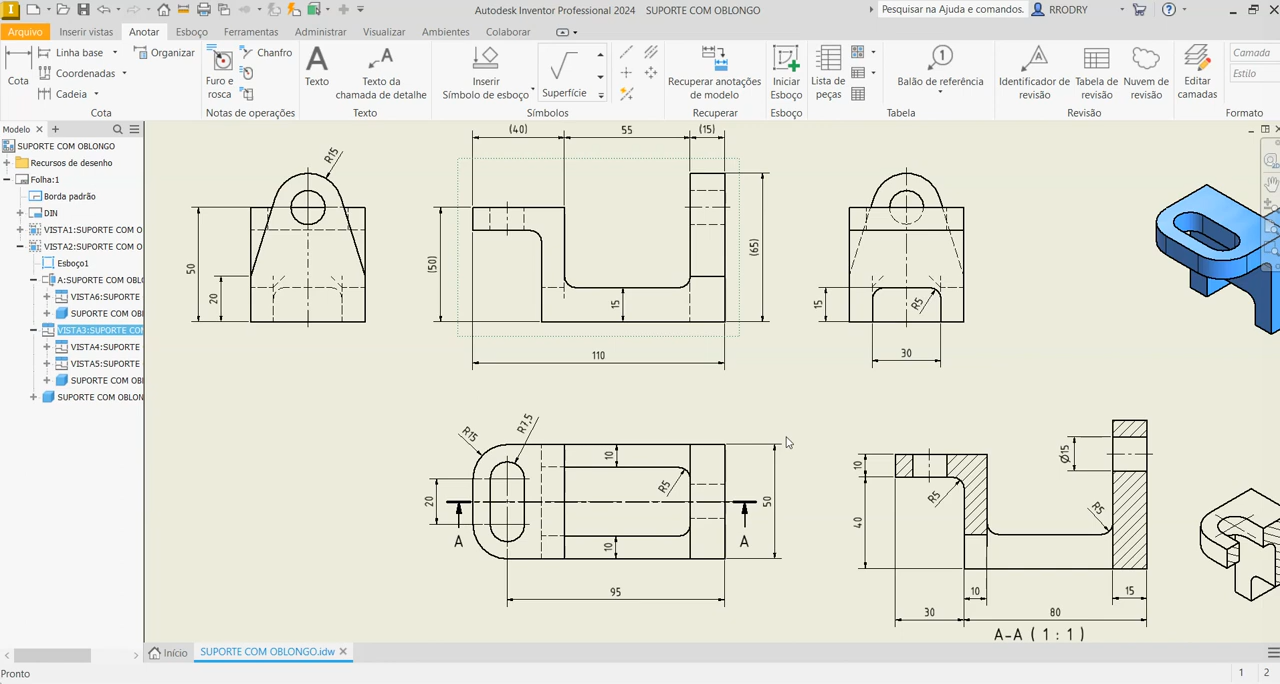 Autodesk Inventor Professional 2024 SUPORTE COM OBLONGO
Pesquisar na Ajuda e comandos.
RRODRY
Arquivo
Inserir vistas
Anotar
Esboço
Ferramentas
Administrar
Visualizar
Ambientes
Colaborar
Cota
Linha base
Coordenadas
Cadeia
Organizar
Cota
Furo e
rosca
Chanfro
Notas de operações
Texto
Texto da
chamada de detalhe
Texto
Inserir
Símbolo de esboço
Superfície
Símbolos
Recuperar anotações
de modelo
Recuperar
Iniciar
Esboço
Esboço
Lista de
peças
Balão de referência
Tabela
Identificador de
revisão
Tabela de
revisão
Nuvem de
revisão
Revisão
Editar
camadas
Camada
Estilo
Formato
Modelo
SUPORTE COM OBLONGO
Recursos de desenho
Folha:1
Borda padrão
DIN
VISTA1:SUPORTE COM O
VISTA2:SUPORTE COM O
Esboço1
A:SUPORTE COM OBLON
VISTA6:SUPORTE
SUPORTE COM OBI
VISTA3:SUPORTE CO
VISTA4:SUPORTE
VISTA5:SUPORTE
SUPORTE COM OBI
SUPORTE COM OBLON
R15
50
20
(40)
55
(15)
(50)
15
(65)
110
15
R5
30
R15
R7,5
10
R5
20
A
A
50
10
95
10
R5
40
Ø15
R5
10
15
30
80
A-A ( 1 : 1 )
Início
SUPORTE COM OBLONGO.idw
Pronto
1
2